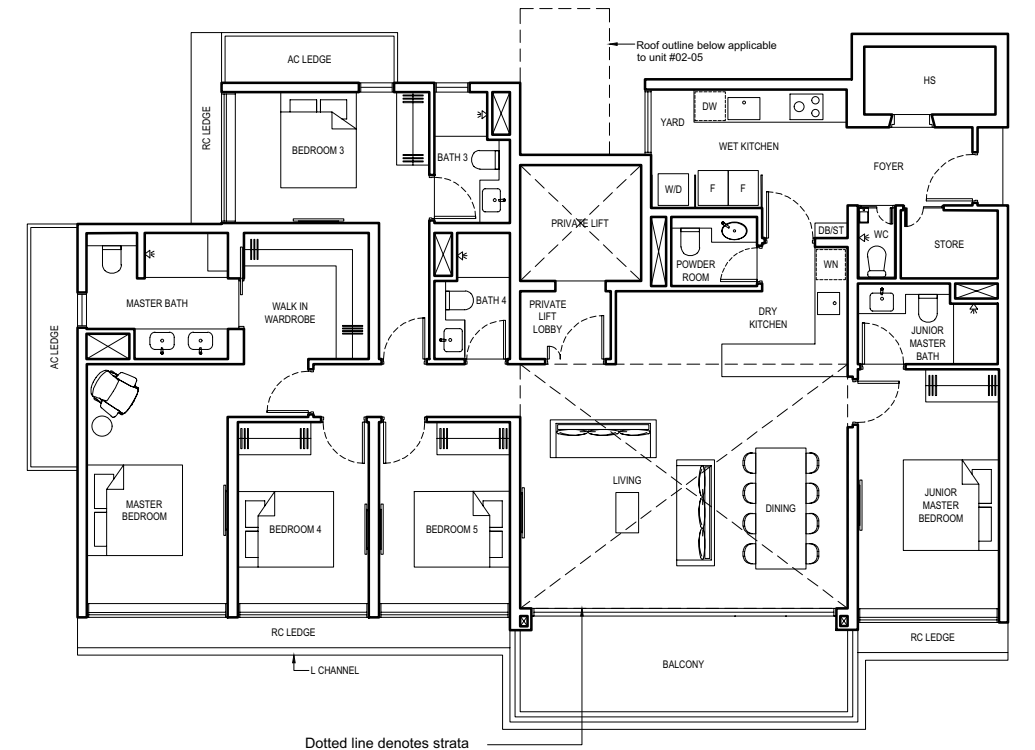 Roof outline below applicable
to unit #02-05
AC LEDGE
HS
RC LEDGE
DW
YARD
WET KITCHEN
BEDROOM 3
BATH 3
FOYER
W/D
F
F
PRIVATE LIFT
DB/ST
WC
STORE
POWDER
ROOM
WN
MASTER BATH
WALK IN
WARDROBE
BATH 4
PRIVATE
LIFT
LOBBY
DRY
KITCHEN
JUNIOR
MASTER
BATH
AC LEDGE
LIVING
MASTER
BEDROOM
BEDROOM 4
BEDROOM 5
DINING
JUNIOR
MASTER
BEDROOM
RC LEDGE
RC LEDGE
L CHANNEL
BALCONY
Dotted line denotes strata